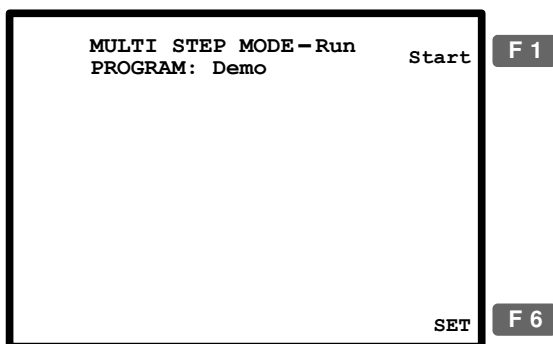 MULTI STEP MODE－Run
PROGRAM: Demo
Start
F 1
SET
F 6